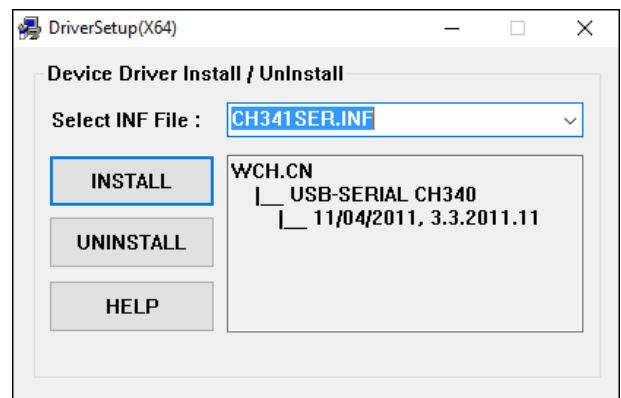 DriverSetup(X64)
Device Driver Install / UnInstall
Select INF File :
CH341SER.INF
INSTALL
UNINSTALL
HELP
WCH.CN
|__ USB-SERIAL CH340
|__ 11/04/2011, 3.3.2011.11